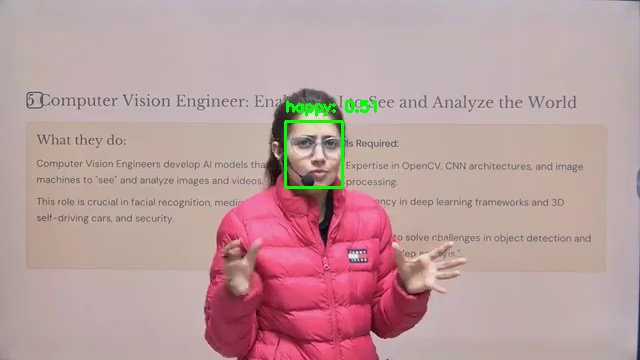 5 Computer Vision Engineer: Ena to See and Analyze the World
happy: 0.51
What they do:
Computer Vision Engineers develop AI models that
machines to "see" and analyze images and videos.
This role is crucial in facial recognition,
self-driving cars, and security.
Required:
Expertise in OpenCV, CNN architectures, and image
processing.
in deep learning frameworks and 3D
to solve challenges in object detection and